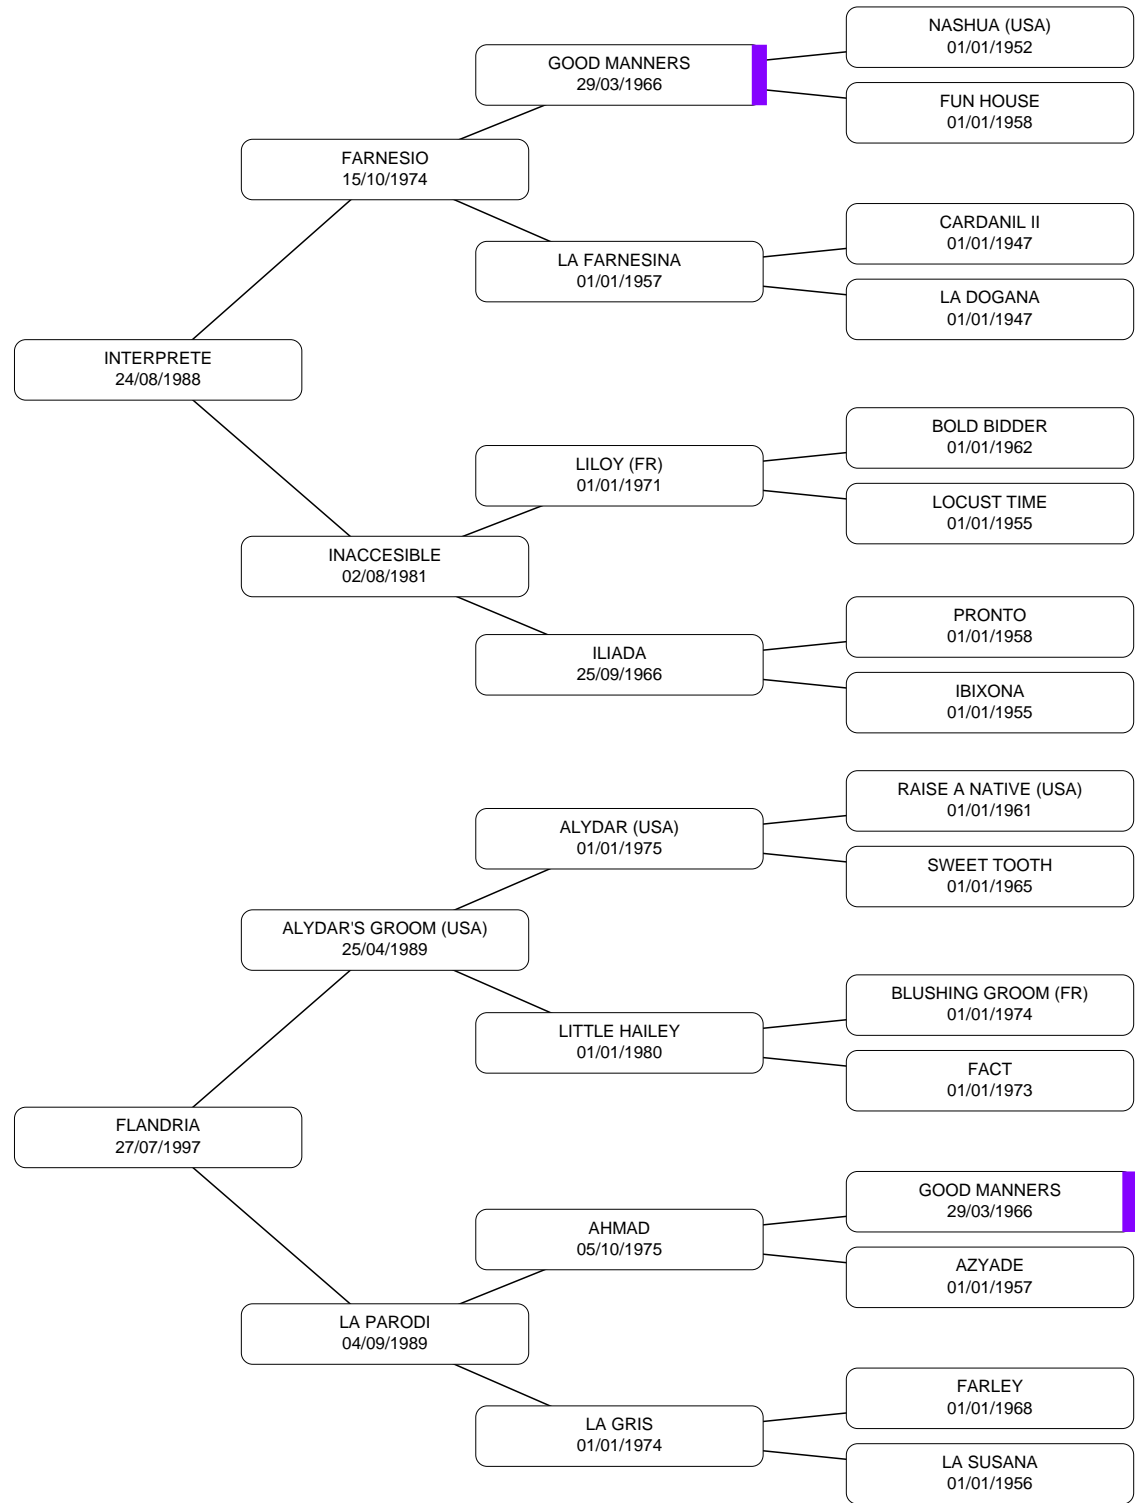 NASHUA (USA)
01/01/1952
GOOD MANNERS
29/03/1966
FUN HOUSE
01/01/1958
FARNESIO
15/10/1974
CARDANIL II
01/01/1947
LA FARNESINA
01/01/1957
LA DOGANA
01/01/1947
INTERPRETE
24/08/1988
BOLD BIDDER
01/01/1962
LILOY (FR)
01/01/1971
LOCUST TIME
01/01/1955
INACCESIBLE
02/08/1981
PRONTO
01/01/1958
ILIADA
25/09/1966
IBIXONA
01/01/1955
RAISE A NATIVE (USA)
01/01/1961
ALYDAR (USA)
01/01/1975
SWEET TOOTH
01/01/1965
ALYDAR'S GROOM (USA)
25/04/1989
BLUSHING GROOM (FR)
01/01/1974
LITTLE HAILEY
01/01/1980
FACT
01/01/1973
FLANDRIA
27/07/1997
GOOD MANNERS
29/03/1966
AHMAD
05/10/1975
AZYADE
01/01/1957
LA PARODI
04/09/1989
FARLEY
01/01/1968
LA GRIS
01/01/1974
LA SUSANA
01/01/1956